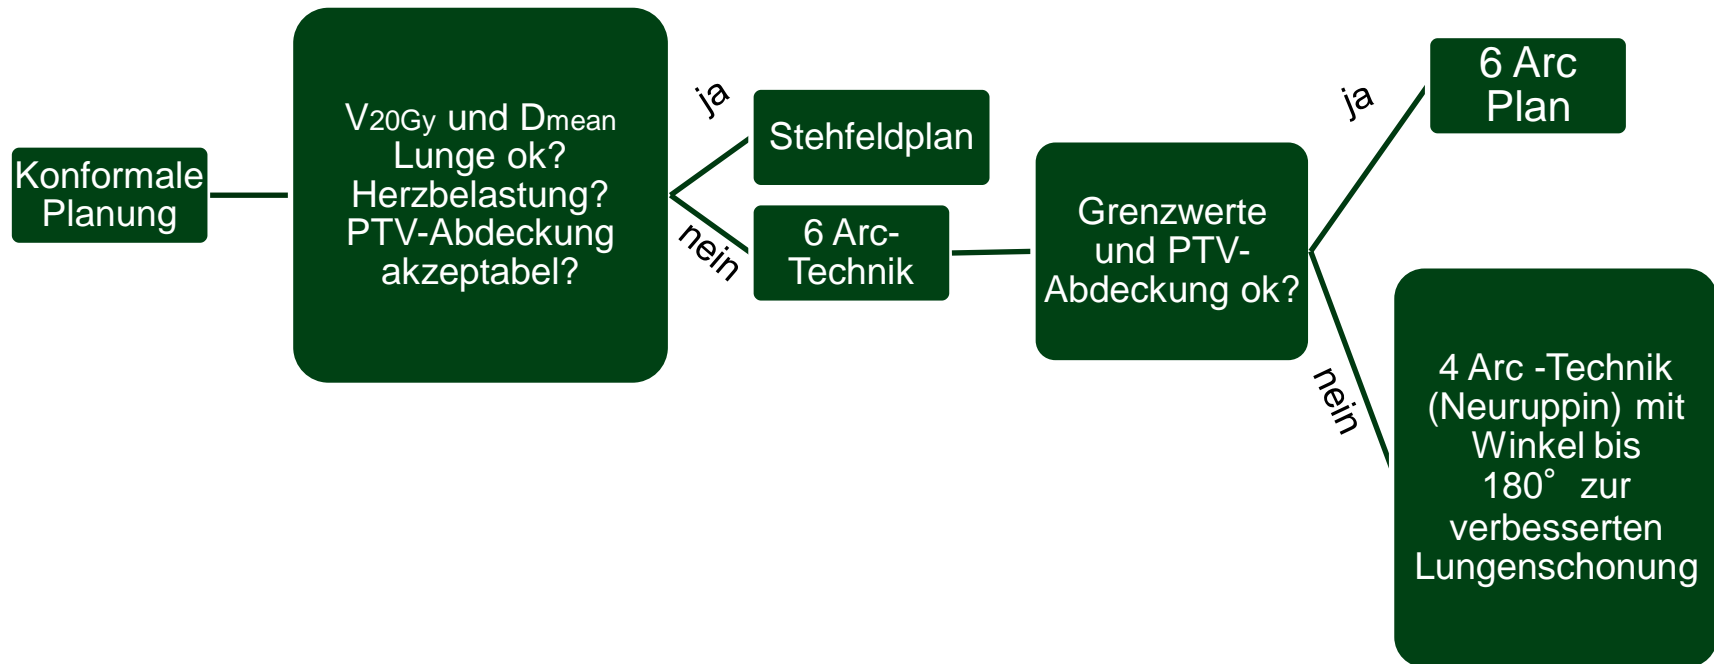 Konformale
Planung
V20Gy und Dmean
Lunge ok?
Herzbelastung?
PTV-Abdeckung
akzeptabel?
ja
Stehfeldplan
nein
6 Arc-
Technik
Grenzwerte
und PTV-
Abdeckung ok?
ja
6 Arc
Plan
nein
4 Arc -Technik
(Neuruppin) mit
Winkel bis
180° zur
verbesserten
Lungenschonung